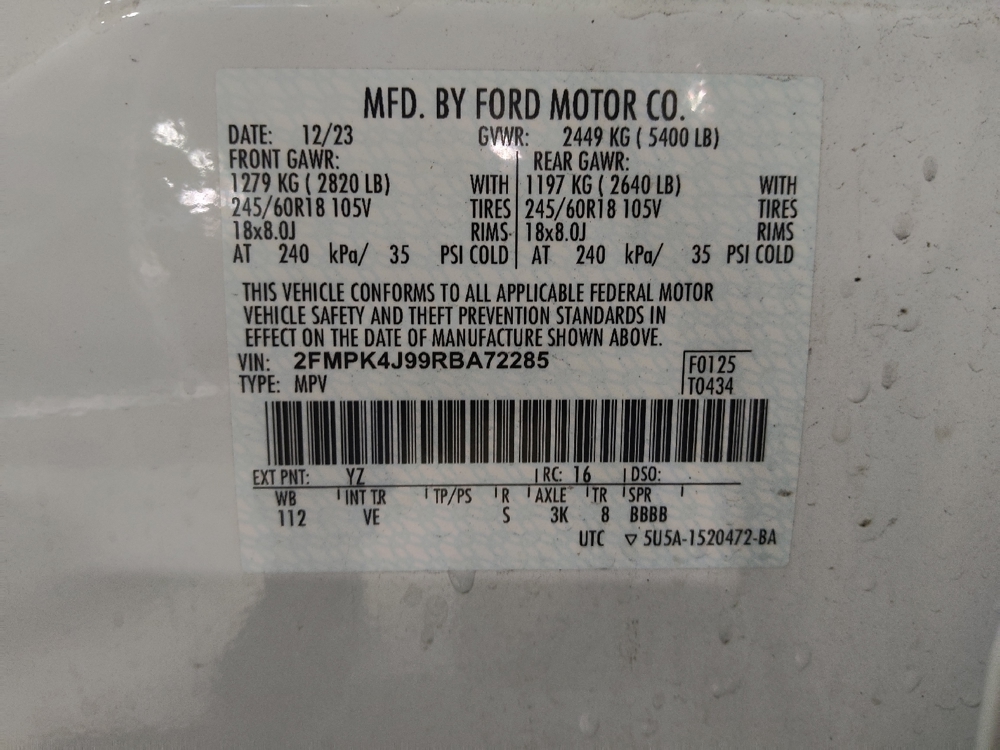 MFD. BY FORD MOTOR CO.
DATE: 12/23 GVWR: 2449 KG ( 5400 LB)
FRONT GAWR: REAR GAWR:
1279 KG ( 2820 LB) WITH 1197 KG ( 2640 LB) WITH
245/60R18 105V TIRES 245/60R18 105V TIRES
18x8.0J RIMS 18x8.0J RIMS
AT 240 kPa/ 35 PSI COLD AT 240 kPa/ 35 PSI COLD
THIS VEHICLE CONFORMS TO ALL APPLICABLE FEDERAL MOTOR
VEHICLE SAFETY AND THEFT PREVENTION STANDARDS IN
EFFECT ON THE DATE OF MANUFACTURE SHOWN ABOVE.
VIN: 2FMPK4J99RBA72285 F0125
TYPE: MPV T0434
EXT PNT: YZ RC: 16 DSO:
WB INT TR TP/PS R AXLE TR SPR
112 VE S 3K 8 BBBB
UTC ▽ 5U5A-1520472-BA